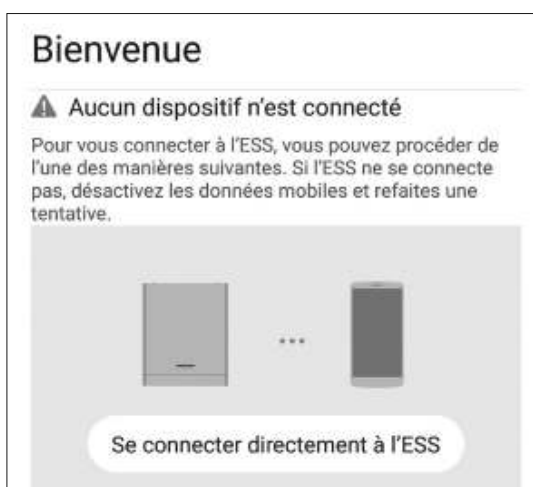 Bienvenue
Aucun dispositif n'est connecté
Pour vous connecter à l'ESS, vous pouvez procéder de
l'une des manières suivantes. Si l'ESS ne se connecte
pas, désactivez les données mobiles et refaites une
tentative.
Se connecter directement à l'ESS